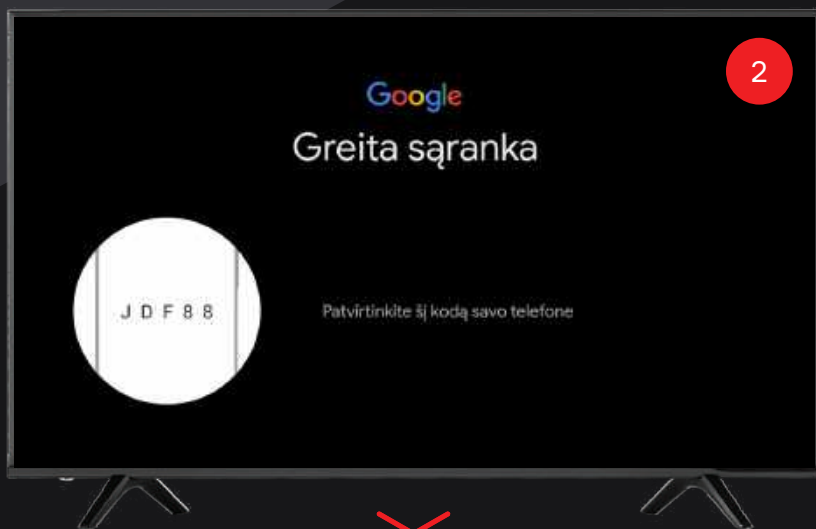 2
Google
Greita sąranka
J D F 8 8
Patvirtinkite šį kodą savo telefone